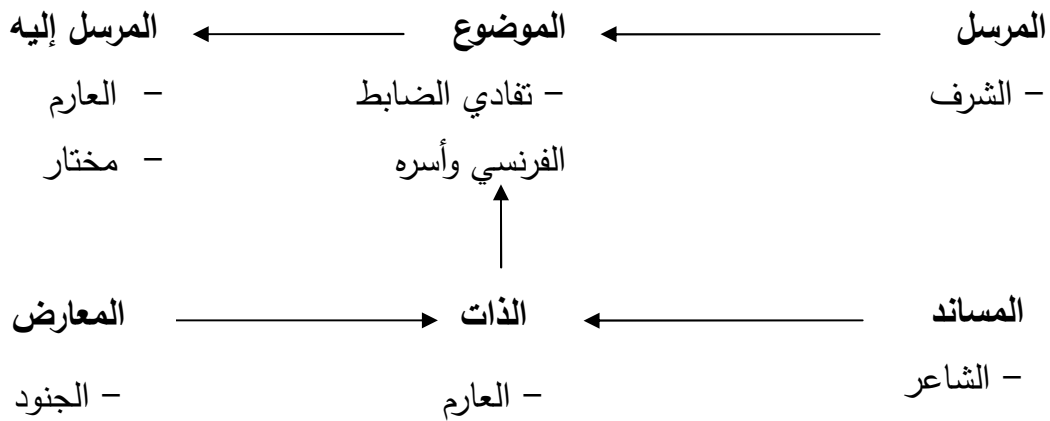 المرسل الموضوع المرسل إليه
– الشرف – تفادي الضابط – العارم
الفرنسي وأسره – مختار
المساند الذات المعارض
– الشاعر – العارم – الجنود